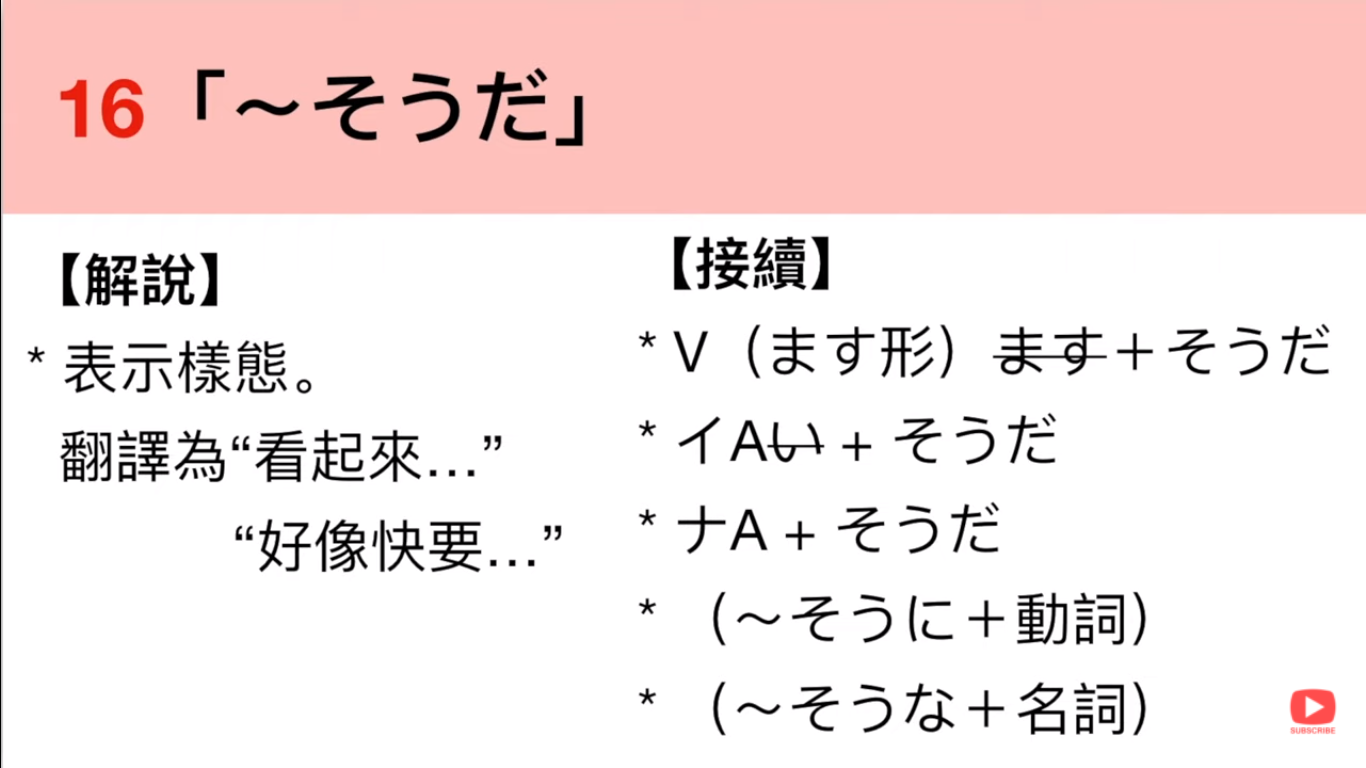 16「～そうだ」
【解說】
* 表示樣態。
翻譯為“看起來…”
“好像快要…”
【接續】
* V（ます形）ます＋そうだ
* イAい + そうだ
* ナA + そうだ
* （～そうに＋動詞）
* （～そうな＋名詞）
SUBSCRIBE